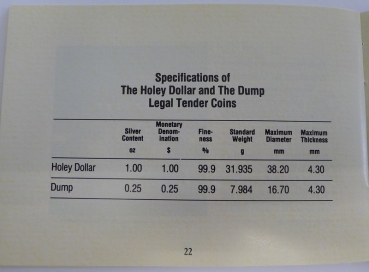 Specifications of
The Holey Dollar and The Dump
Legal Tender Coins
Silver Content oz Monetary Denom-ination $ Fine-ness % Standard Weight g Maximum Diameter mm Maximum Thickness mm
Holey Dollar 1.00 1.00 99.9 31.935 38.20 4.30
Dump 0.25 0.25 99.9 7.984 16.70 4.30
22